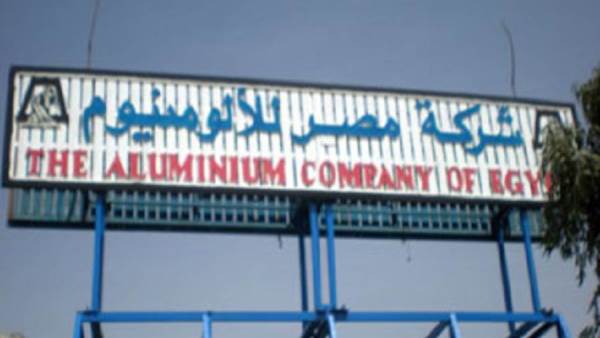 شركة مصر للألومنيوم
THE ALUMINIUM COMPANY OF EGY